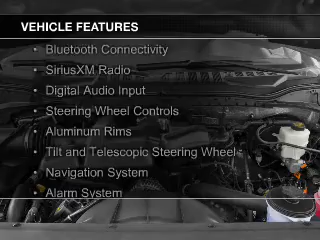 VEHICLE FEATURES
• Bluetooth Connectivity
• SiriusXM Radio
• Digital Audio Input
• Steering Wheel Controls
• Aluminum Rims
• Tilt and Telescopic Steering Wheel
• Navigation System
• Alarm System